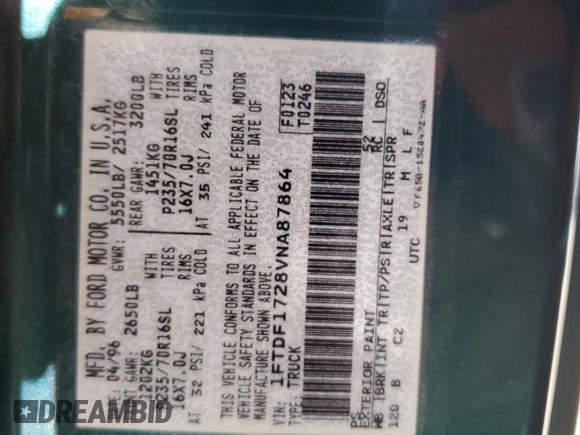 MFD. BY FORD MOTOR CO. IN U.S.A.
04/96 GVWR: 5550LB/ 2517KG
FRONT GAWR: 2650LB REAR GAWR: 3200LB
1202KG WITH 1451KG WITH
P235/70R16SL TIRES P235/70R16SL TIRES
16X7.0J RIMS 16X7.0J RIMS
AT 32 PSI/ 221 kPa COLD AT 35 PSI/ 241 kPa COLD
THIS VEHICLE CONFORMS TO ALL APPLICABLE FEDERAL MOTOR
VEHICLE SAFETY STANDARDS IN EFFECT ON THE DATE OF
MANUFACTURE SHOWN ABOVE.
VIN: 1FTDF1728VNA87864 F0123
TYPE: TRUCK T0246
PS
EXTERIOR PAINT 52 RC DSO
WB BRK INT TR TP/PS R AXLE TR SPR
120 B C2 19 M L F
UTC
DREAMBID